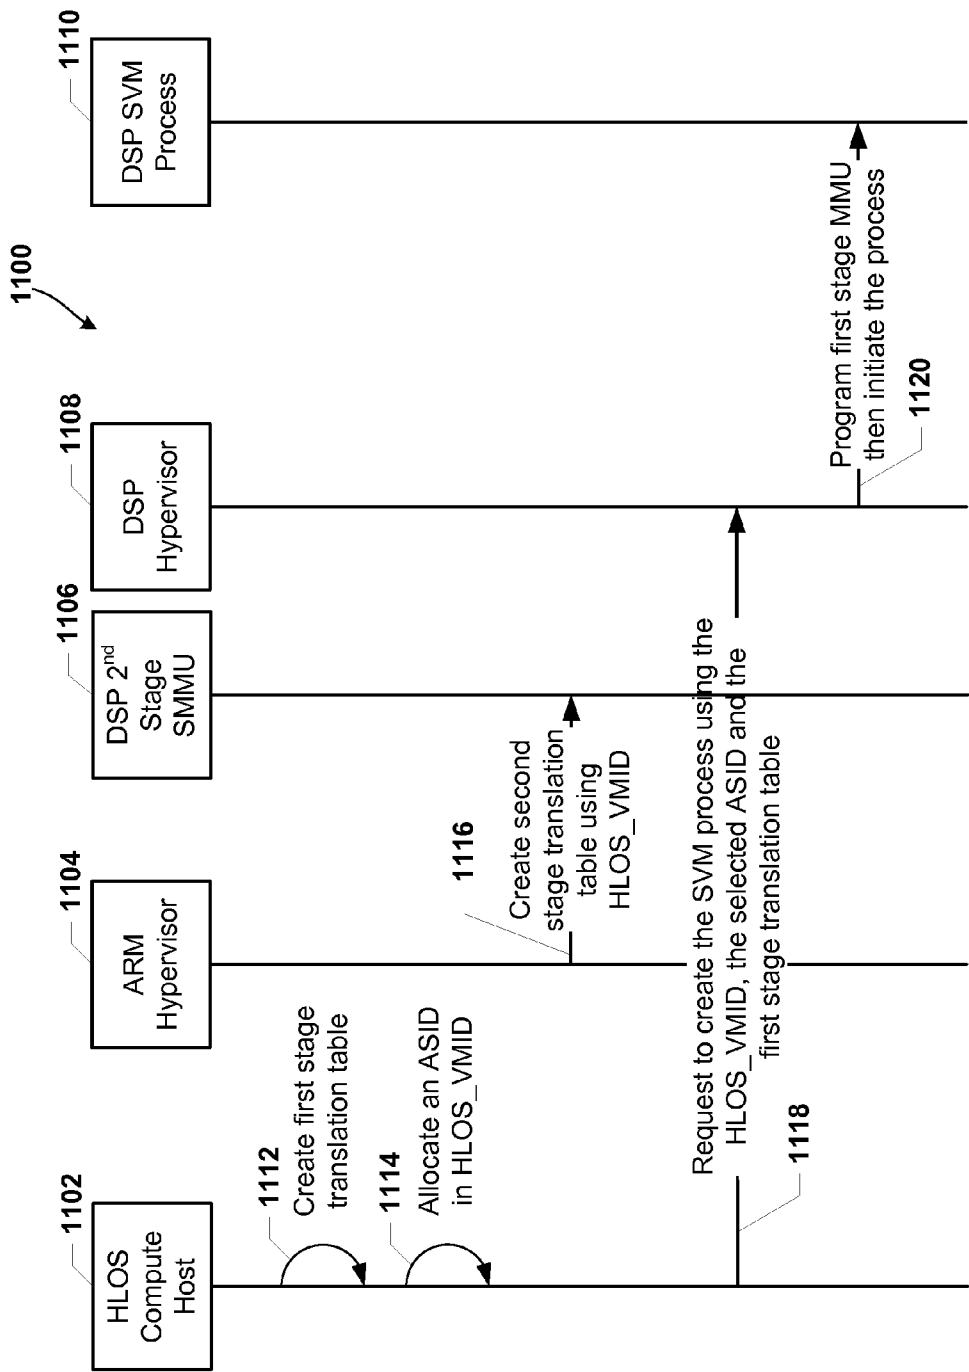 1100
1102
HLOS
Compute
Host
1104
ARM
Hypervisor
1106
DSP 2nd
Stage
SMMU
1108
DSP
Hypervisor
1110
DSP SVM
Process
1112
Create first stage
translation table
1114
Allocate an ASID
in HLOS_VMID
1116
Create second
stage translation
table using
HLOS_VMID
Request to create the SVM process using the
HLOS_VMID, the selected ASID and the
first stage translation table
1118
Program first stage MMU
then initiate the process
1120